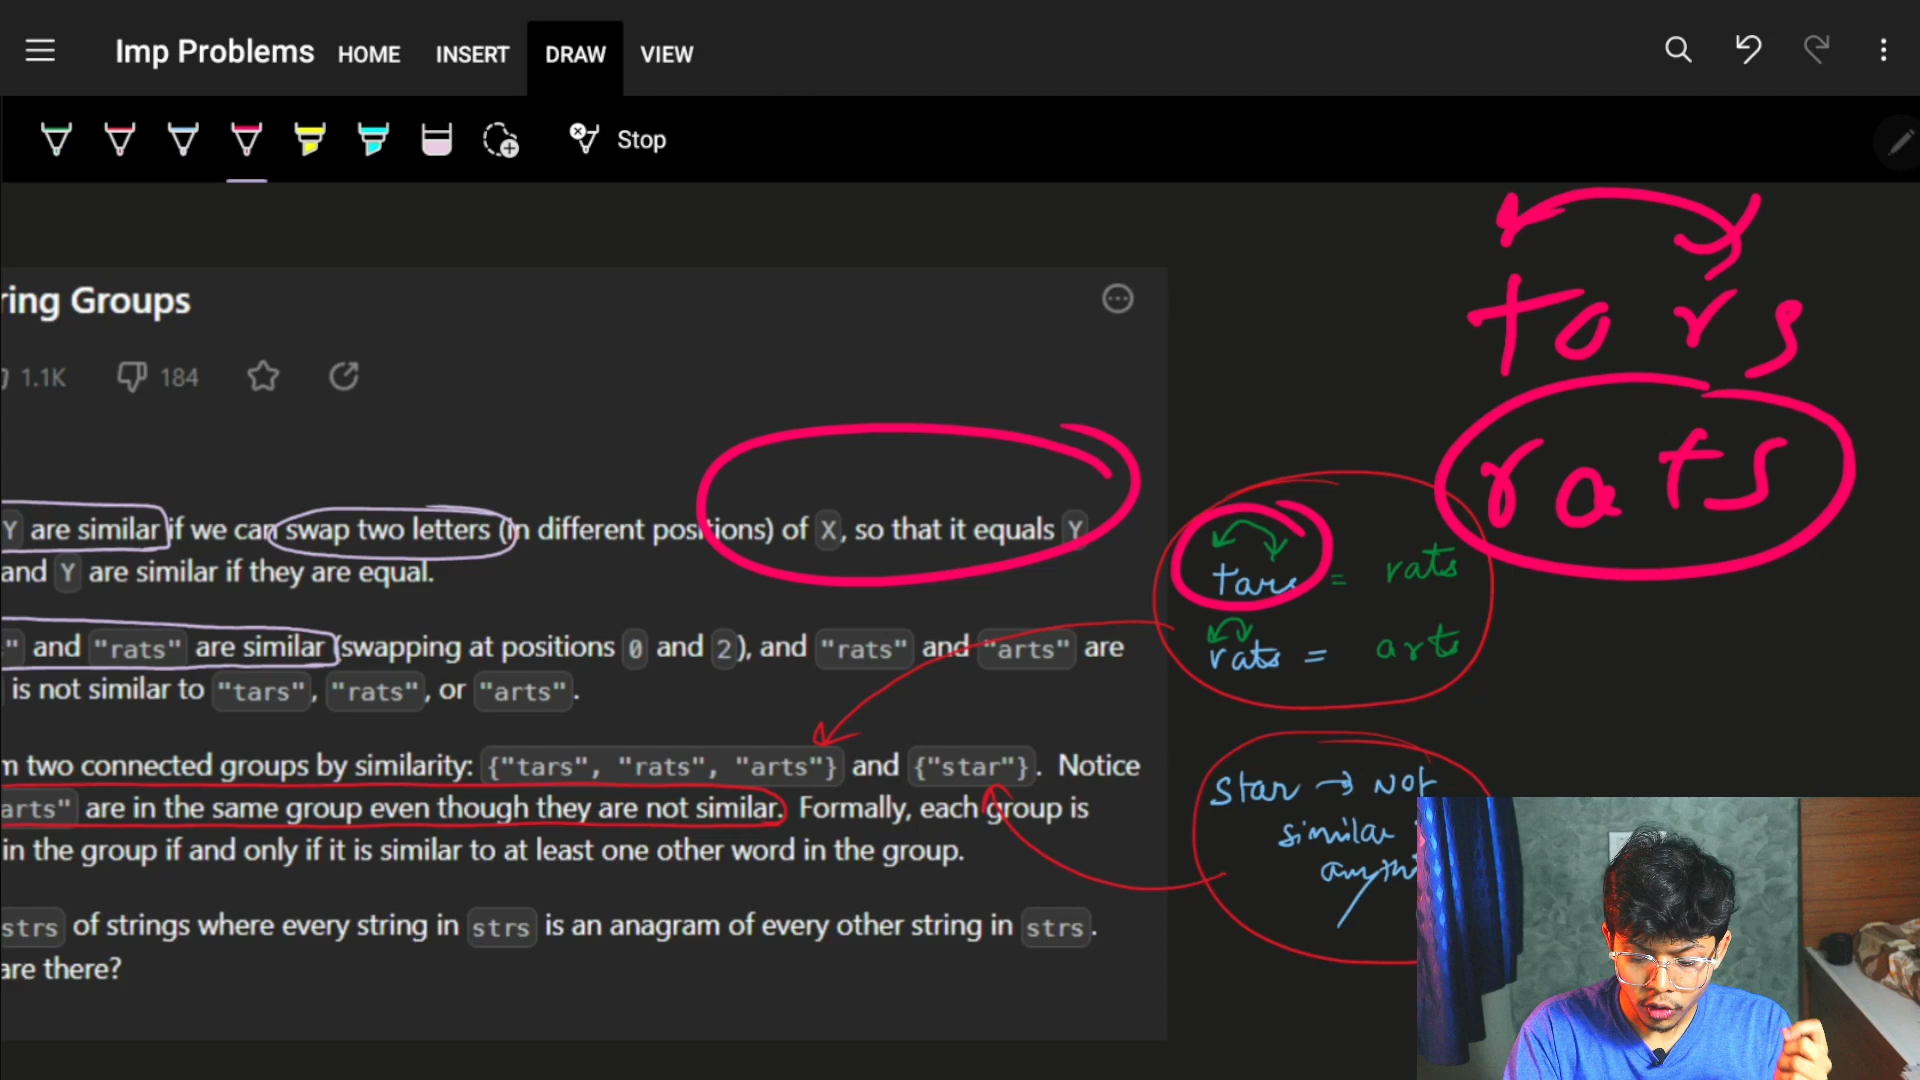 Imp Problems HOME INSERT DRAW VIEW
Stop
ring Groups
1.1K 184
Y are similar if we can swap two letters (in different positions) of X, so that it equals Y
and Y are similar if they are equal.
" and "rats" are similar (swapping at positions 0 and 2), and "rats" and "arts" are
is not similar to "tars", "rats", or "arts".
m two connected groups by similarity: {"tars", "rats", "arts"} and {"star"}. Notice
arts" are in the same group even though they are not similar. Formally, each group is
in the group if and only if it is similar to at least one other word in the group.
strs of strings where every string in strs is an anagram of every other string in strs.
are there?
tars
rats
tars = rats
rats = arts
star → NOT
similar